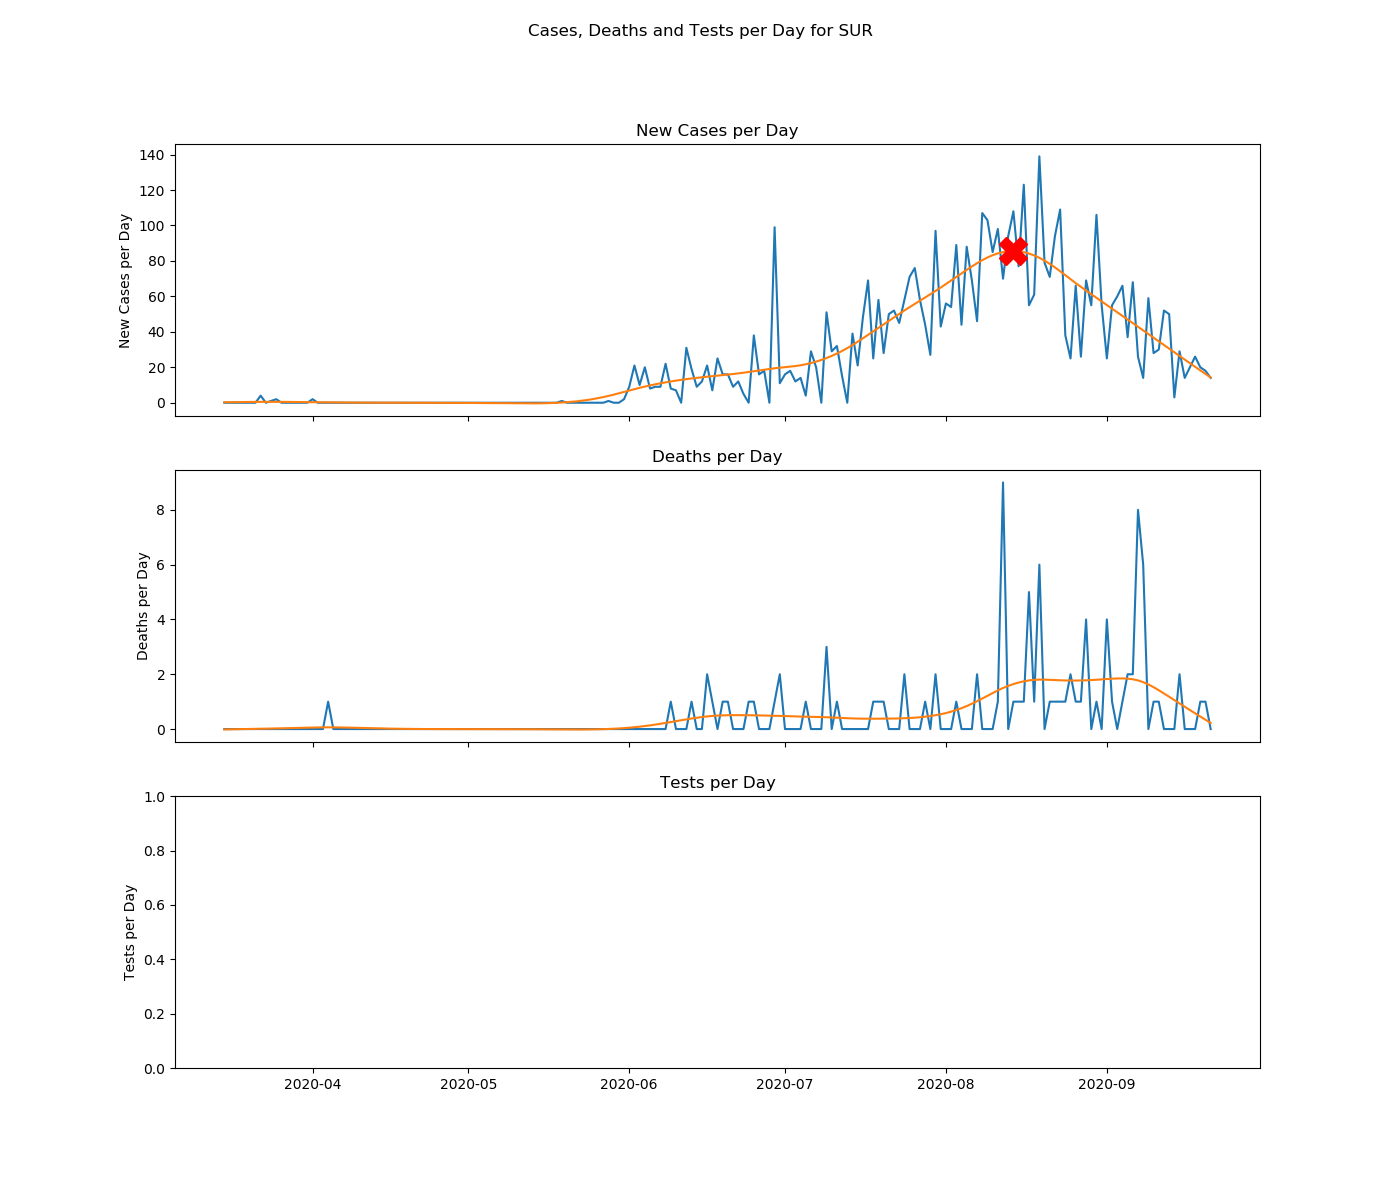 Cases, Deaths and Tests per Day for SUR
New Cases per Day
140
120
100
80
60
40
20
0
New Cases per Day
Deaths per Day
8
6
4
2
0
Deaths per Day
Tests per Day
1.0
0.8
0.6
0.4
0.2
0.0
Tests per Day
2020-04 2020-05 2020-06 2020-07 2020-08 2020-09